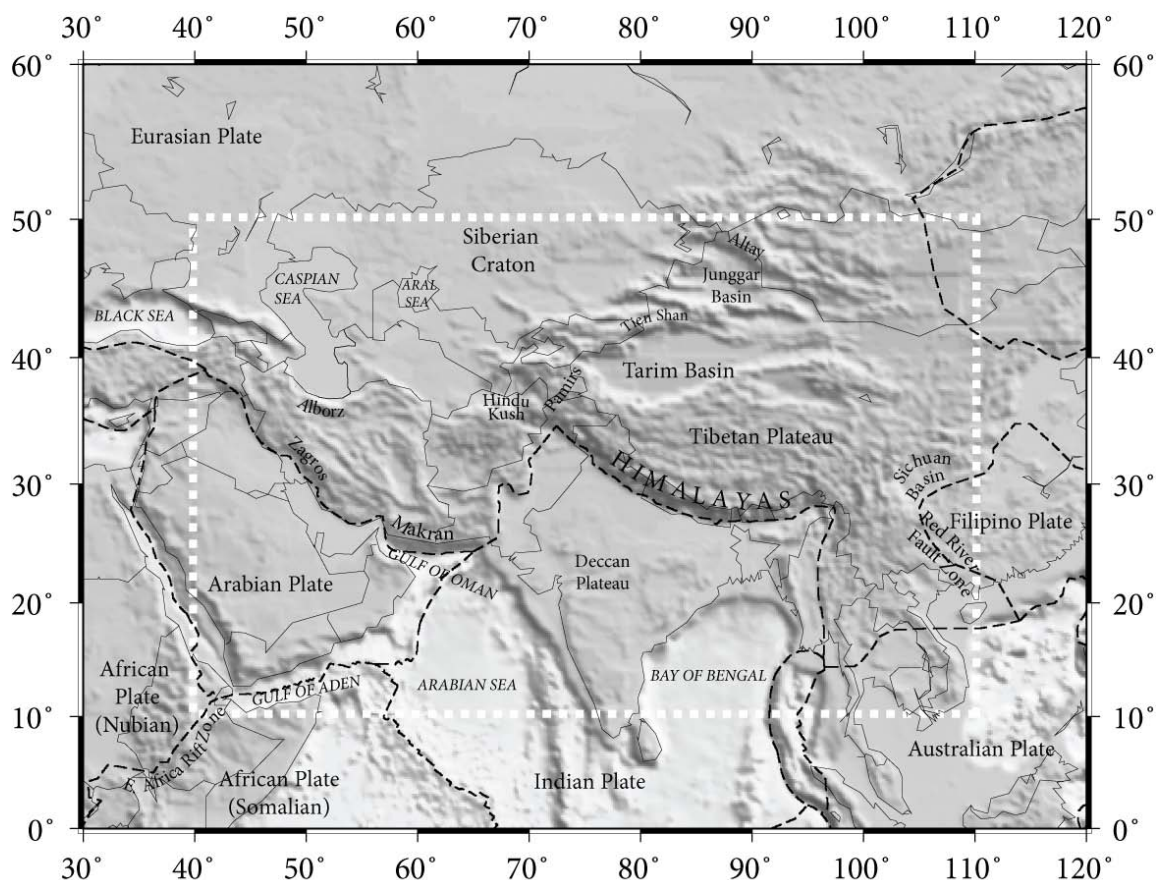 30˚ 40˚ 50˚ 60˚ 70˚ 80˚ 90˚ 100˚ 110˚ 120˚
60˚ 60˚
Eurasian Plate
50˚ 50˚
Siberian
Craton
Altay
CASPIAN
SEA
ARAL
SEA
Junggar
Basin
BLACK SEA
Tien Shan
40˚ 40˚
Tarim Basin
Pamirs
Hindu
Kush
Alborz
Tibetan Plateau
Zagros
HIMALAYAS
Sichuan
Basin
30˚ 30˚
Makran
Red River
Fault Zone
Filipino Plate
GULF OF OMAN
Deccan
Plateau
Arabian Plate
20˚ 20˚
African
Plate
(Nubian)
GULF OF ADEN
ARABIAN SEA
BAY OF BENGAL
10˚ 10˚
E. Africa Rift Zone
Australian Plate
African Plate
(Somalian)
Indian Plate
0˚ 0˚
30˚ 40˚ 50˚ 60˚ 70˚ 80˚ 90˚ 100˚ 110˚ 120˚